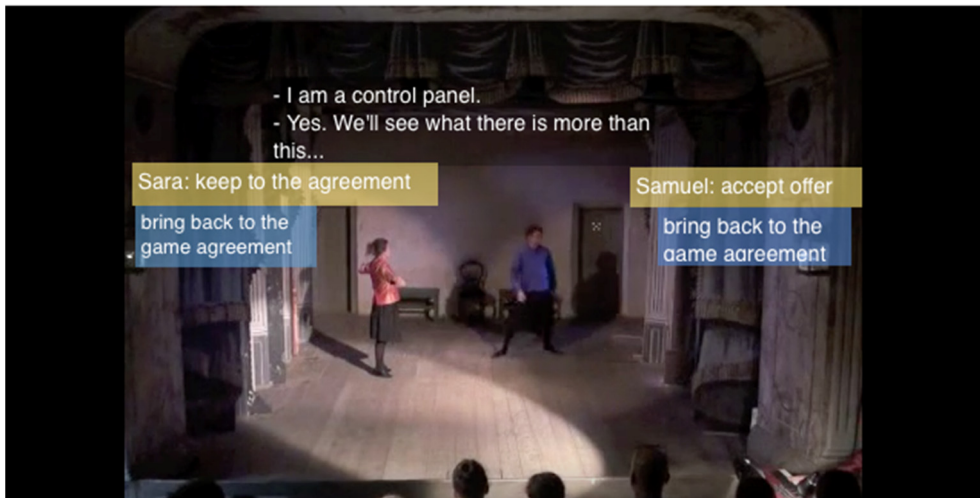 - I am a control panel.
- Yes. We'll see what there is more than
this...
Sara: keep to the agreement
Samuel: accept offer
bring back to the
game agreement
bring back to the
game agreement